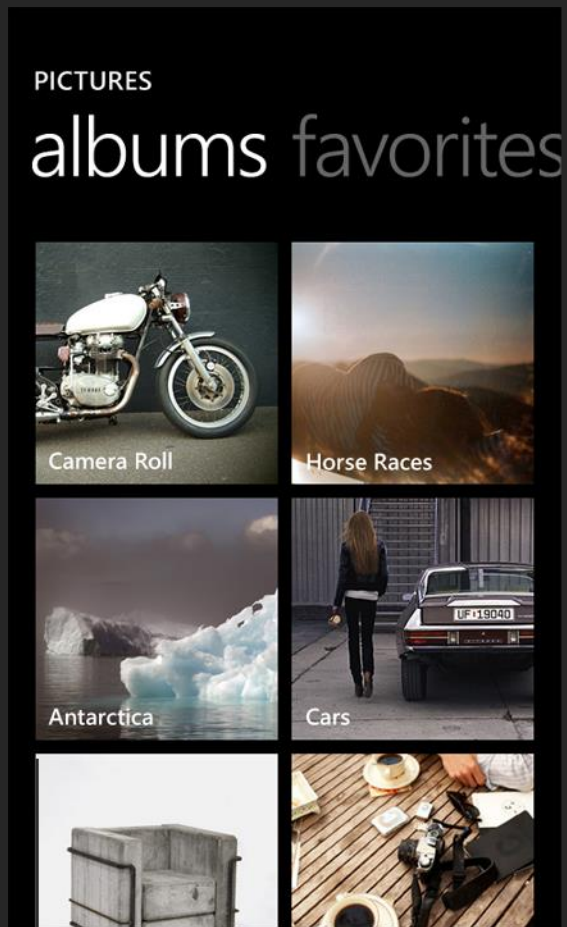 PICTURES
albums favorites
Camera Roll
Horse Races
Antarctica
UF 19040
Cars